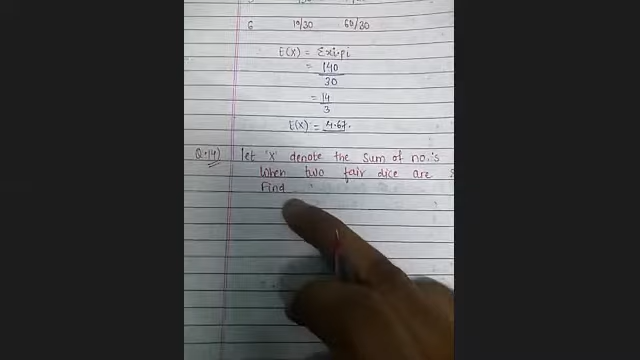 6 10/30 60/30
E(X) = Σxi.pi
= 140
30
= 14
3
E(X) = 4.67.
Q.14) let 'x' denote the sum of no.'s
When two fair dice are
Find